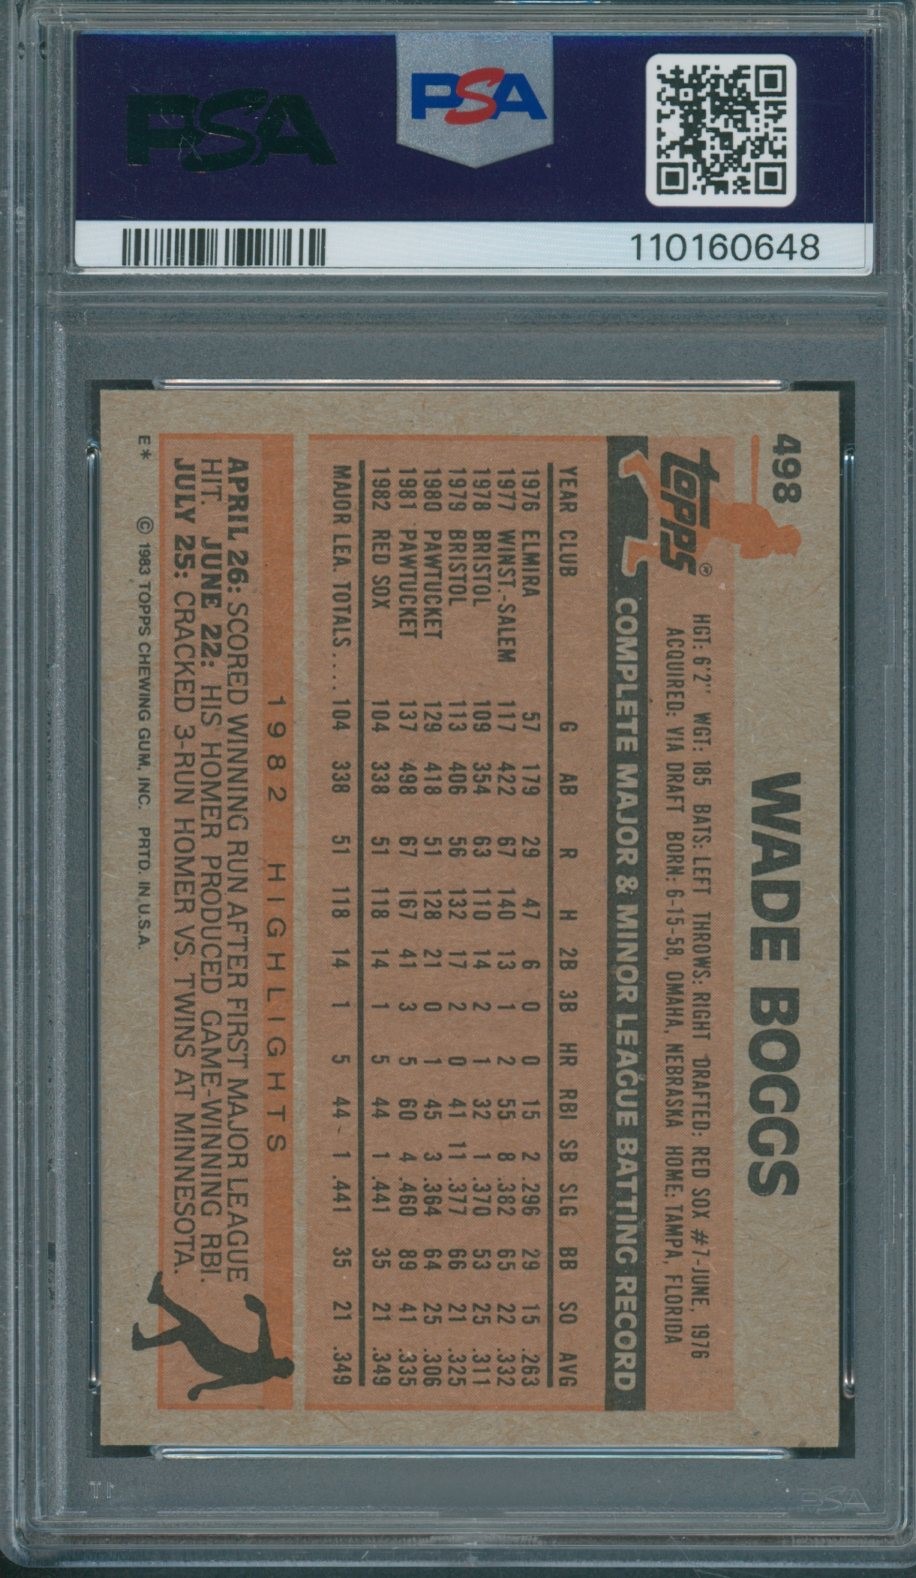 PSA
PSA
110160648
498
WADE BOGGS
TOPPS
HGT: 6'2" WGT: 185 BATS: LEFT THROWS: RIGHT DRAFTED: RED SOX #7-JUNE, 1976
ACQUIRED: VIA DRAFT BORN: 6-15-58, OMAHA, NEBRASKA HOME: TAMPA, FLORIDA
COMPLETE MAJOR & MINOR LEAGUE BATTING RECORD
YEAR CLUB G AB R H 2B 3B HR RBI SB SLG BB SO AVG
1976 ELMIRA 57 179 29 47 6 0 0 15 2 .296 29 15 .263
1977 WINST.-SALEM 117 422 67 140 13 1 2 55 8 .382 65 22 .332
1978 BRISTOL 109 354 63 110 14 2 1 32 1 .370 53 25 .311
1979 BRISTOL 113 406 56 132 17 2 0 41 11 .377 66 21 .325
1980 PAWTUCKET 129 418 51 128 21 0 1 45 3 .364 64 25 .306
1981 PAWTUCKET 137 498 67 167 41 3 5 60 4 .460 89 41 .335
1982 RED SOX 104 338 51 118 14 1 5 44 1 .441 35 21 .349
MAJOR LEA. TOTALS.... 104 338 51 118 14 1 5 44 1 .441 35 21 .349
1982 HIGHLIGHTS
APRIL 26: SCORED WINNING RUN AFTER FIRST MAJOR LEAGUE
HIT. JUNE 22: HIS HOMER PRODUCED GAME-WINNING RBI.
JULY 25: CRACKED 3-RUN HOMER VS. TWINS AT MINNESOTA.
E* © 1983 TOPPS CHEWING GUM, INC. PRTD. IN U.S.A.
PSA